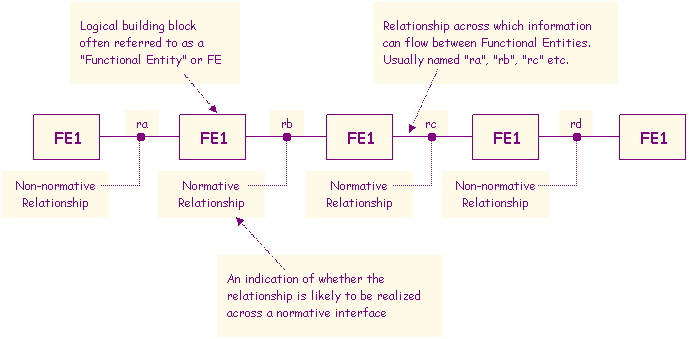 Logical building block
often referred to as a
"Functional Entity" or FE
Relationship across which information
can flow between Functional Entities.
Usually named "ra", "rb", "rc" etc.
FE1
ra
FE1
rb
FE1
rc
FE1
rd
FE1
Non-normative
Relationship
Normative
Relationship
Normative
Relationship
Non-normative
Relationship
An indication of whether the
relationship is likely to be realized
across a normative interface